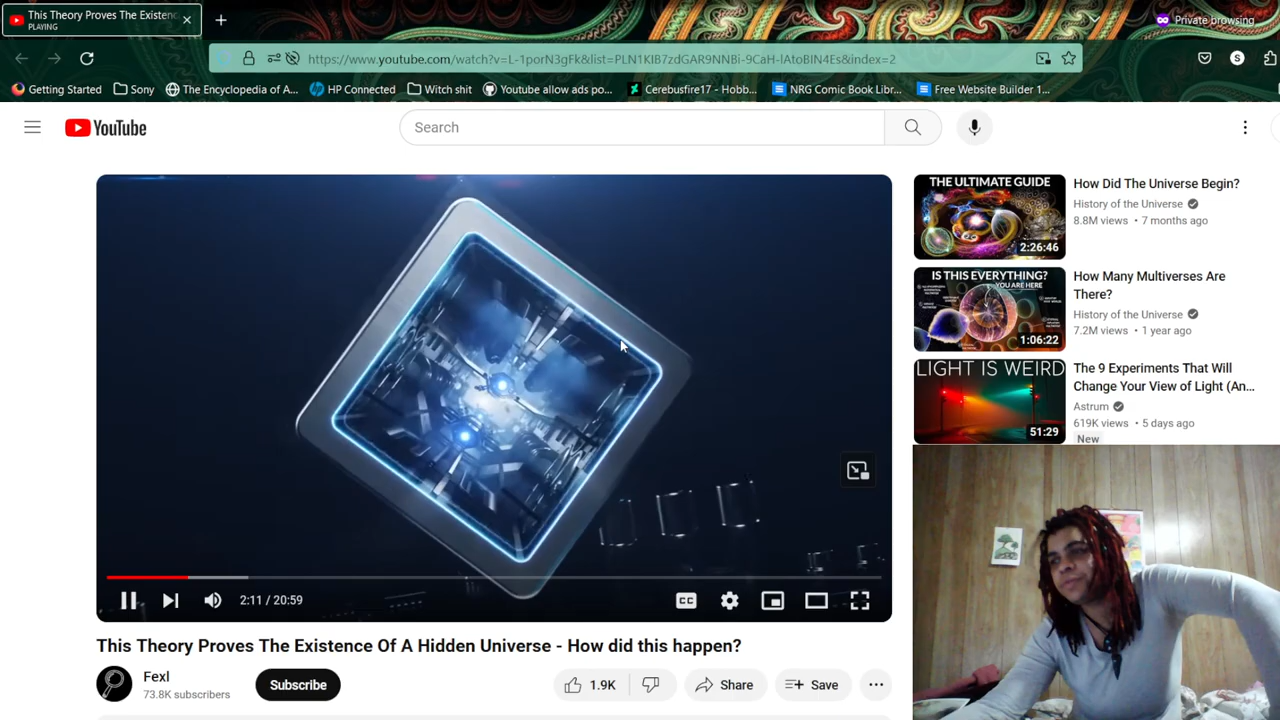 This Theory Proves The Existenc
PLAYING
Private browsing
https://www.youtube.com/watch?v=L-1porN3gFk&list=PLN1KIB7zdGAR9NNBi-9CaH-lAtoBIN4Es&index=2
S
Getting Started
Sony
The Encyclopedia of A...
HP Connected
Witch shit
Youtube allow ads po...
Cerebusfire17 - Hobb...
NRG Comic Book Libr...
Free Website Builder 1...
YouTube
Search
THE ULTIMATE GUIDE
2:26:46
How Did The Universe Begin?
History of the Universe
8.8M views • 7 months ago
IS THIS EVERYTHING?
YOU ARE HERE
1:06:22
How Many Multiverses Are
There?
History of the Universe
7.2M views • 1 year ago
LIGHT IS WEIRD
51:29
The 9 Experiments That Will
Change Your View of Light (An...
Astrum
619K views • 5 days ago
New
2:11 / 20:59
CC
This Theory Proves The Existence Of A Hidden Universe - How did this happen?
Fexl
73.8K subscribers
Subscribe
1.9K
Share
Save